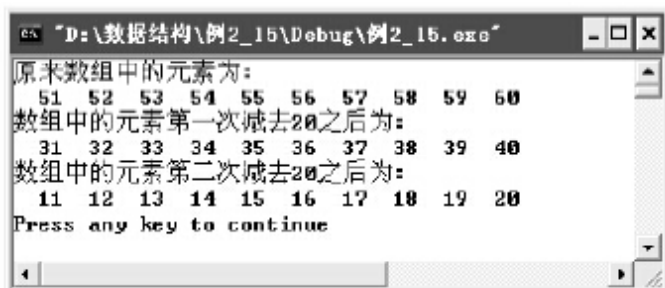 "D:\数据结构\例2_15\Debug\例2_15.exe"
原来数组中的元素为:
51 52 53 54 55 56 57 58 59 60
数组中的元素第一次减去20之后为:
31 32 33 34 35 36 37 38 39 40
数组中的元素第二次减去20之后为:
11 12 13 14 15 16 17 18 19 20
Press any key to continue